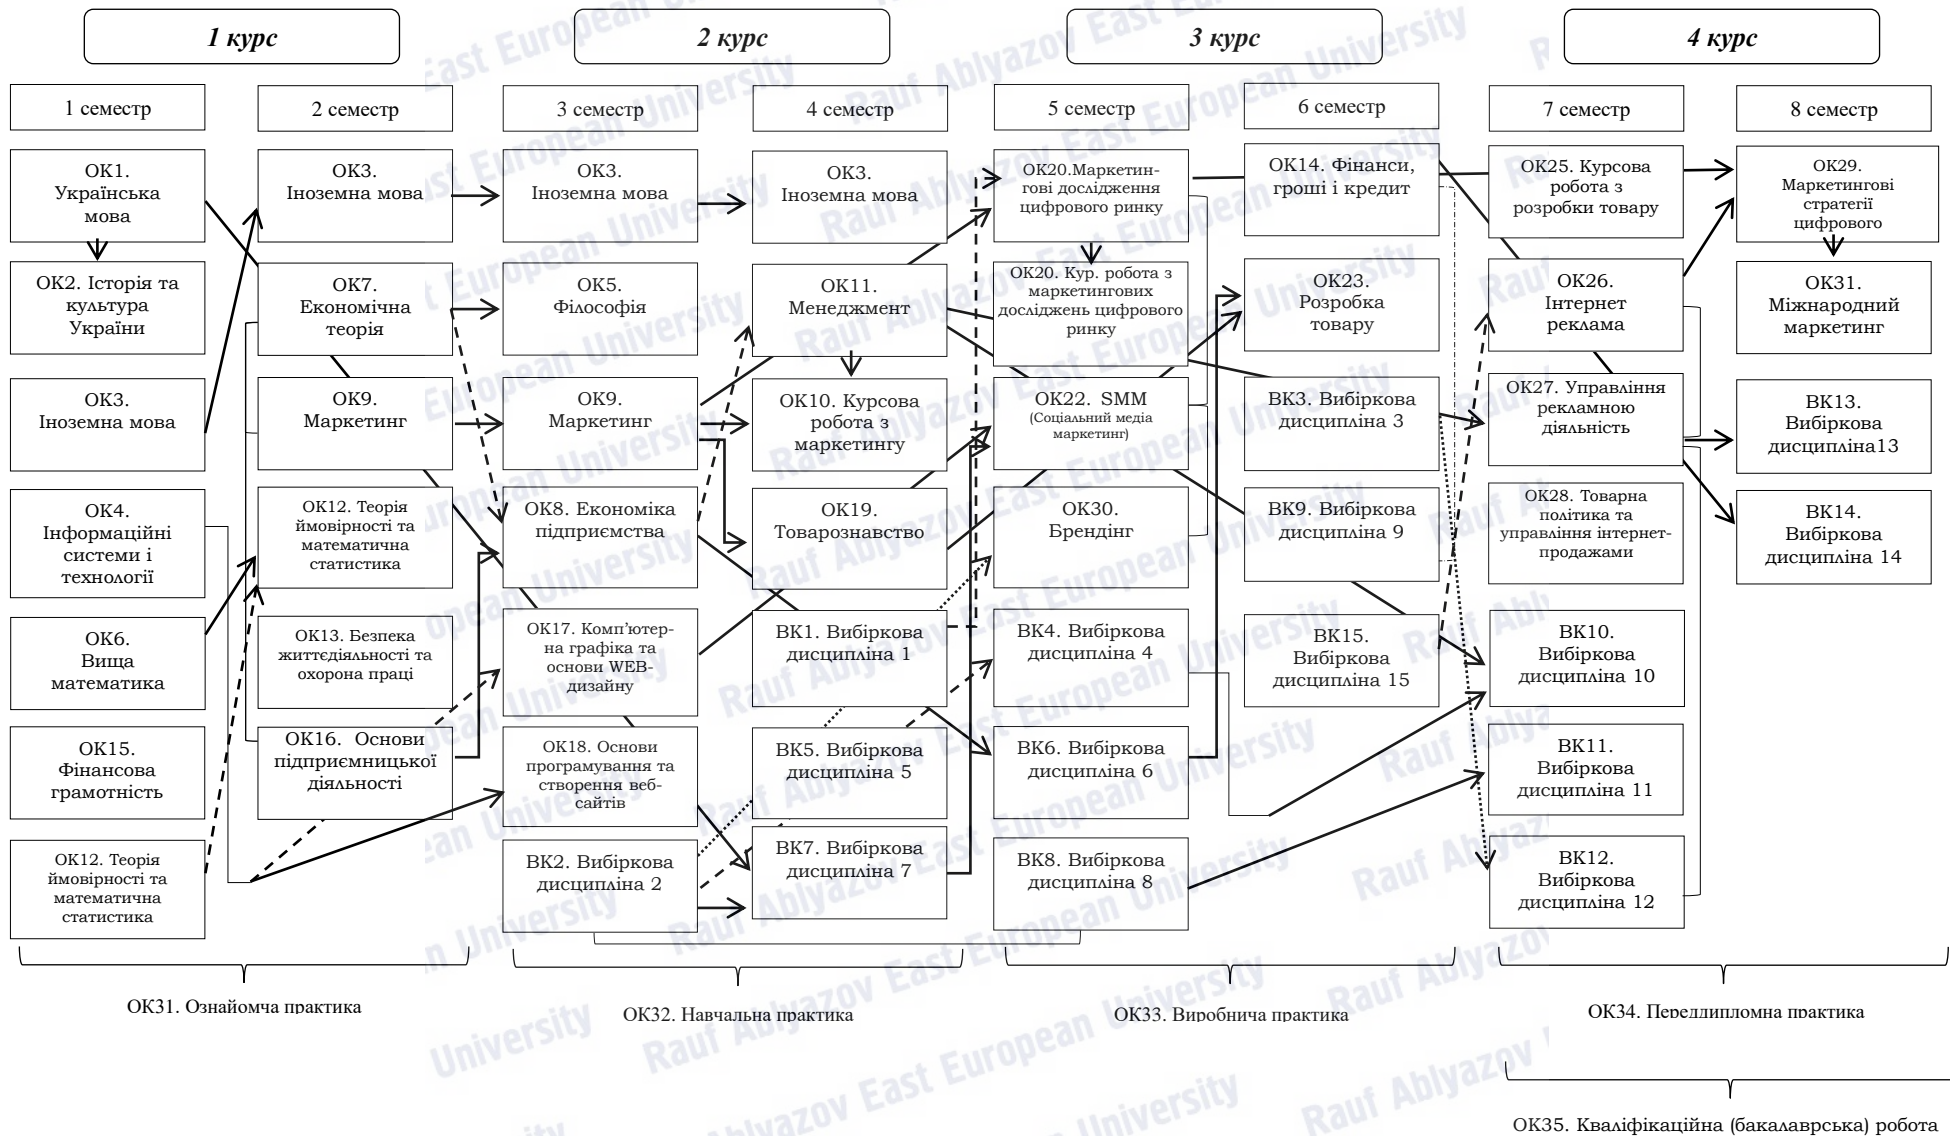 1 курс
2 курс
3 курс
4 курс
1 семестр
2 семестр
3 семестр
4 семестр
5 семестр
6 семестр
7 семестр
8 семестр
ОК1.
Українська
мова
ОК2. Історія та
культура
України
ОК3.
Іноземна мова
ОК4.
Інформаційні
системи і
технології
ОК6.
Вища
математика
ОК15.
Фінансова
грамотність
ОК12. Теорія
ймовірності та
математична
статистика
ОК3.
Іноземна мова
ОК7.
Економічна
теорія
ОК9.
Маркетинг
ОК12. Теорія
ймовірності та
математична
статистика
ОК13. Безпека
життєдіяльності та
охорона праці
ОК16. Основи
підприємницької
діяльності
ОК3.
Іноземна мова
ОК5.
Філософія
ОК9.
Маркетинг
ОК8. Економіка
підприємства
ОК17. Комп'ютер-
на графіка та
основи WEB-
дизайну
ОК18. Основи
програмування та
створення веб-
сайтів
ВК2. Вибіркова
дисципліна 2
ОК3.
Іноземна мова
ОК11.
Менеджмент
ОК10. Курсова
робота з
маркетингу
ОК19.
Товарознавство
ВК1. Вибіркова
дисципліна 1
ВК5. Вибіркова
дисципліна 5
ВК7. Вибіркова
дисципліна 7
ОК20.Маркетин-
гові дослідження
цифрового ринку
ОК20. Кур. робота з
маркетингових
досліджень цифрового
ринку
ОК22. SMM
(Соціальний медіа
маркетинг)
ОК30.
Брендінг
ВК4. Вибіркова
дисципліна 4
ВК6. Вибіркова
дисципліна 6
ВК8. Вибіркова
дисципліна 8
ОК14. Фінанси,
гроші і кредит
ОК23.
Розробка
товару
ВК3. Вибіркова
дисципліна 3
ВК9. Вибіркова
дисципліна 9
ВК15.
Вибіркова
дисципліна 15
ОК25. Курсова
робота з
розробки товару
ОК26.
Інтернет
реклама
ОК27. Управління
рекламною
діяльність
ОК28. Товарна
політика та
управління інтернет-
продажами
ВК10.
Вибіркова
дисципліна 10
ВК11.
Вибіркова
дисципліна 11
ВК12.
Вибіркова
дисципліна 12
ОК29.
Маркетингові
стратегії
цифрового
ОК31.
Міжнародний
маркетинг
ВК13.
Вибіркова
дисципліна13
ВК14.
Вибіркова
дисципліна 14
ОК31. Ознайомча практика
ОК32. Навчальна практика
ОК33. Виробнича практика
ОК34. Переддипломна практика
ОК35. Кваліфікаційна (бакалаврська) робота
Rauf Ablyazov East European University